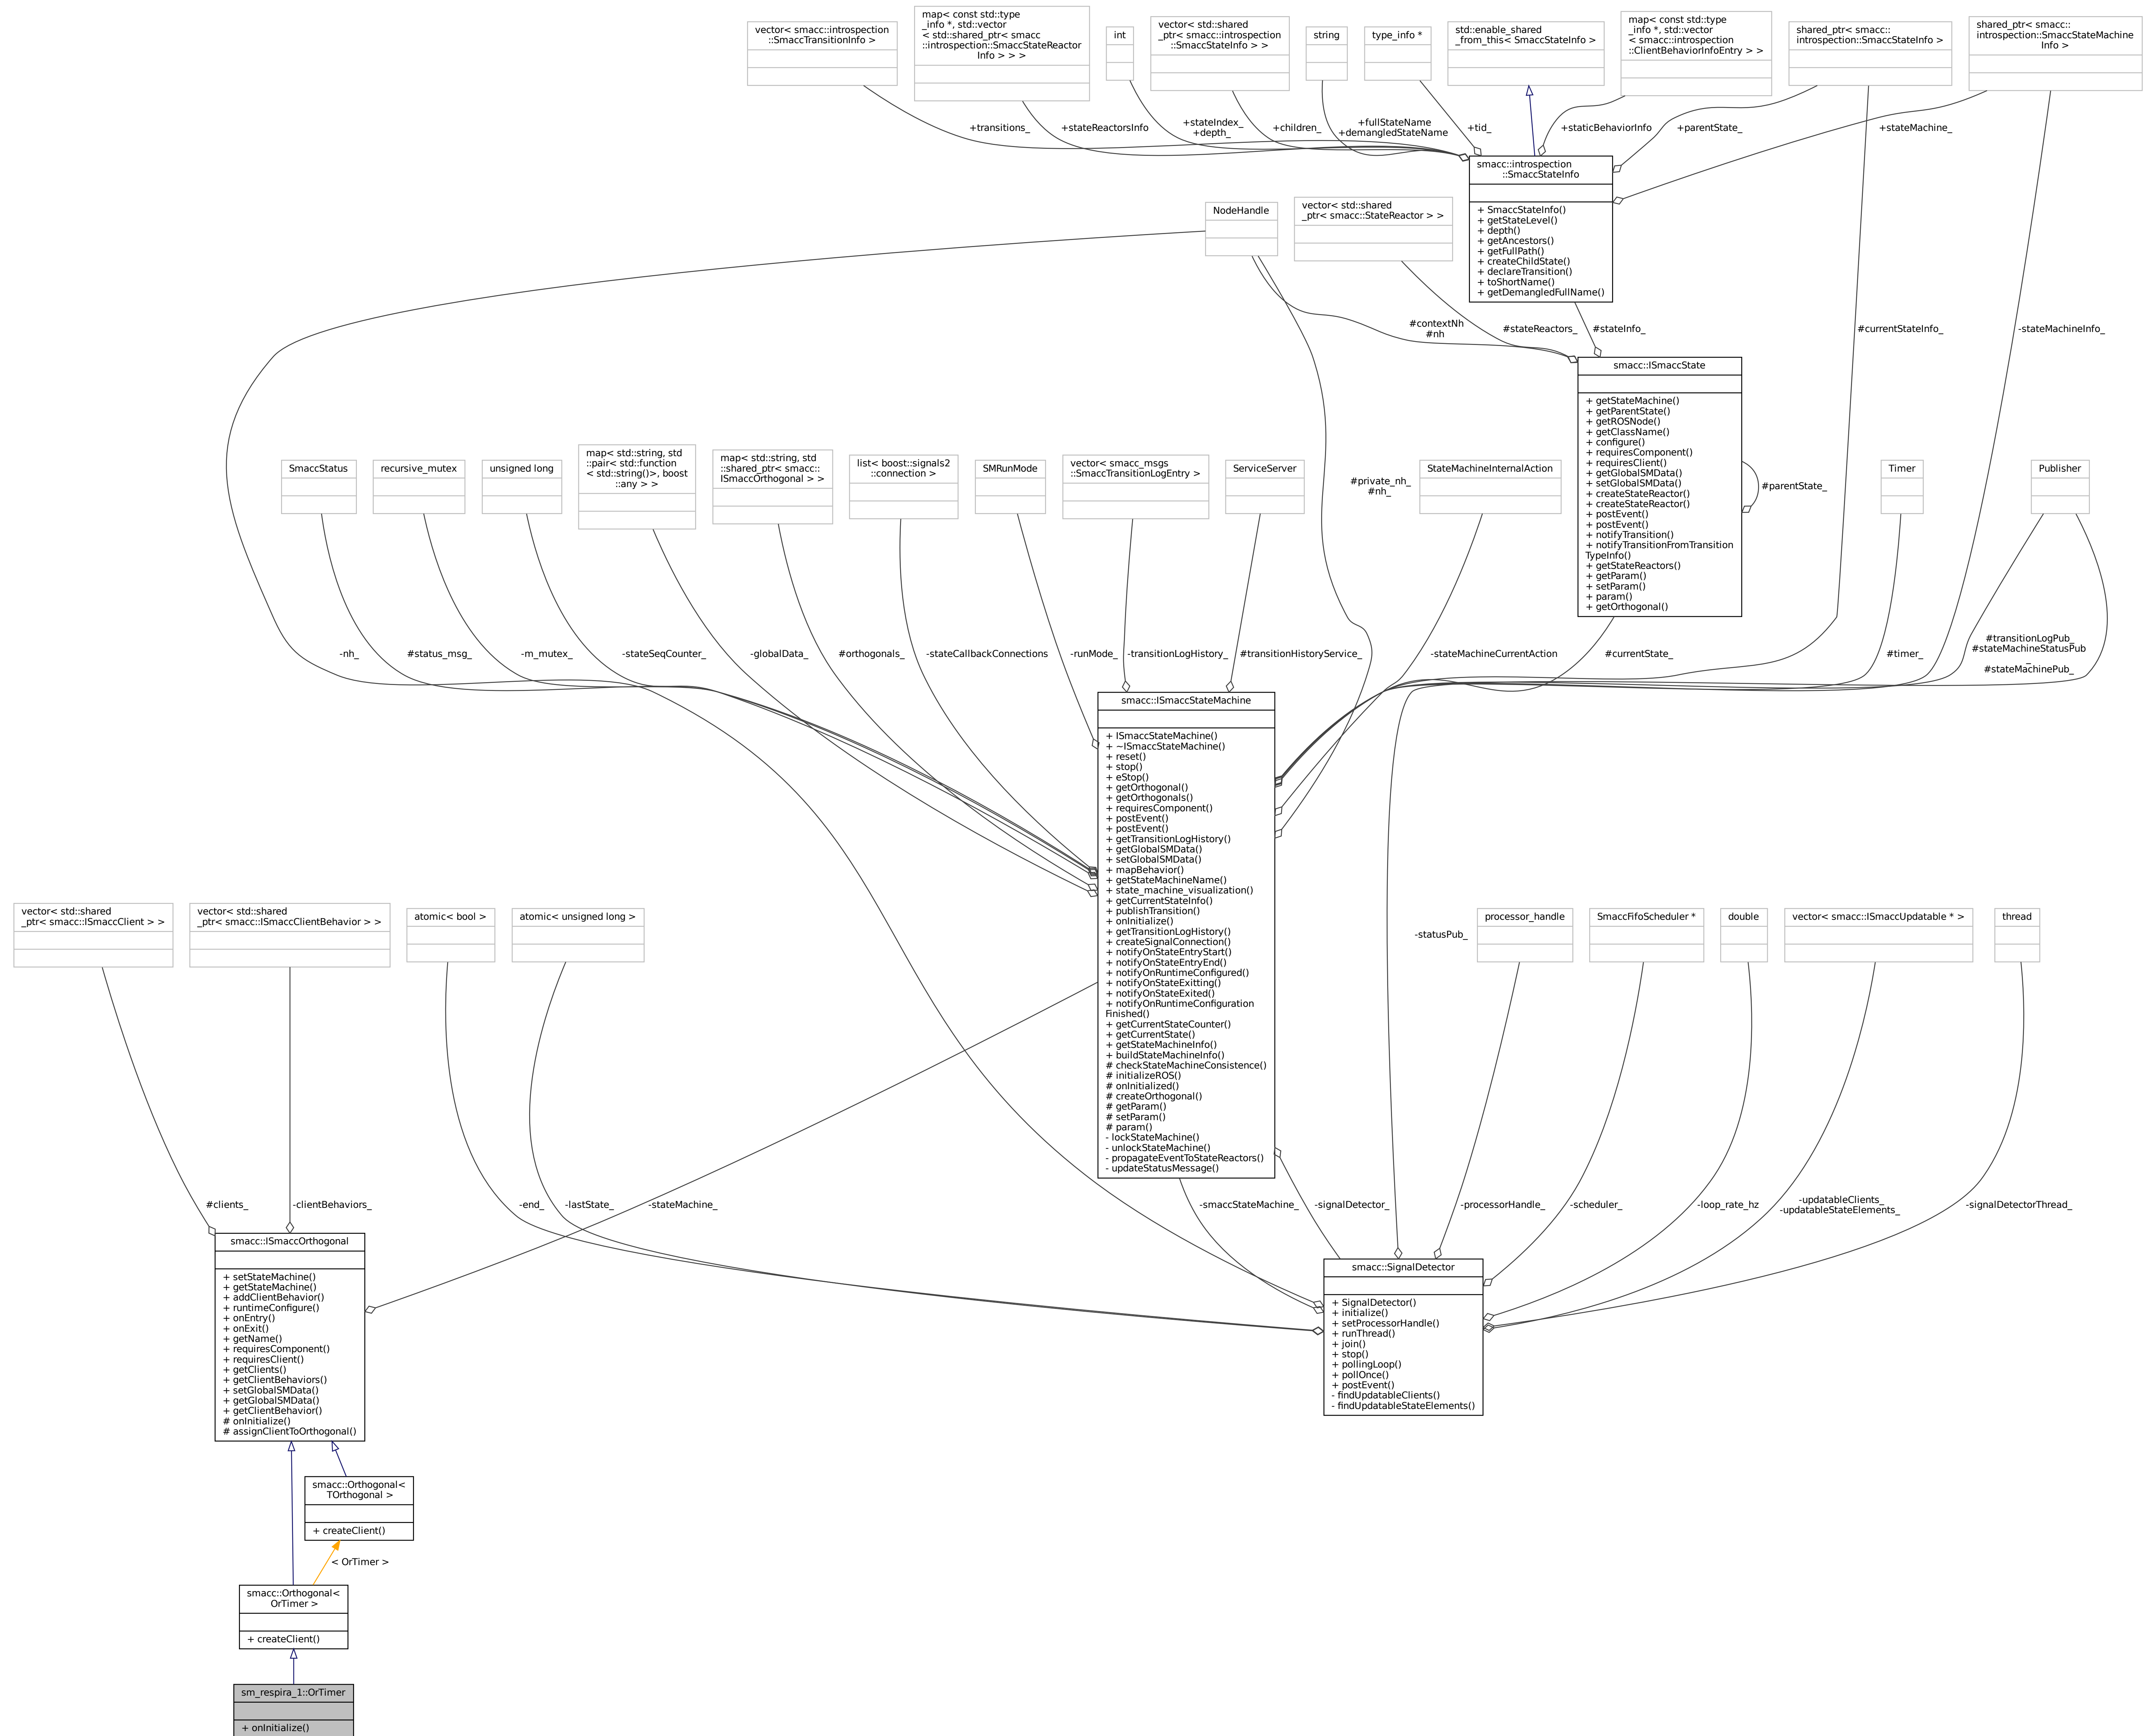 vector< smacc::introspection
::SmaccTransitionInfo >
map< const std::type
_info *, std::vector
< std::shared_ptr< smacc
::introspection::SmaccStateReactor
Info > > >
int
vector< std::shared
_ptr< smacc::introspection
::SmaccStateInfo > >
string
type_info *
std::enable_shared
_from_this< SmaccStateInfo >
map< const std::type
_info *, std::vector
< smacc::introspection
::ClientBehaviorInfoEntry > >
shared_ptr< smacc::
introspection::SmaccStateInfo >
shared_ptr< smacc::
introspection::SmaccStateMachine
Info >
+transitions_
+stateReactorsInfo
+stateIndex_
+depth_
+children_
+fullStateName
+demangledStateName
+tid_
+staticBehaviorInfo
+parentState_
+stateMachine_
smacc::introspection
::SmaccStateInfo
+ SmaccStateInfo()
+ getStateLevel()
+ depth()
+ getAncestors()
+ getFullPath()
+ createChildState()
+ declareTransition()
+ toShortName()
+ getDemangledFullName()
NodeHandle
vector< std::shared
_ptr< smacc::StateReactor > >
#contextNh
#nh
#stateReactors_
#stateInfo_
#currentStateInfo_
-stateMachineInfo_
smacc::ISmaccState
+ getStateMachine()
+ getParentState()
+ getROSNode()
+ getClassName()
+ configure()
+ requiresComponent()
+ requiresClient()
+ getGlobalSMData()
+ setGlobalSMData()
+ createStateReactor()
+ createStateReactor()
+ postEvent()
+ postEvent()
+ notifyTransition()
+ notifyTransitionFromTransition
TypeInfo()
+ getStateReactors()
+ getParam()
+ setParam()
+ param()
+ getOrthogonal()
#parentState_
SmaccStatus
recursive_mutex
unsigned long
map< std::string, std
::pair< std::function
< std::string()>, boost
::any > >
map< std::string, std
::shared_ptr< smacc::
ISmaccOrthogonal > >
list< boost::signals2
::connection >
SMRunMode
vector< smacc_msgs
::SmaccTransitionLogEntry >
ServiceServer
#private_nh_
#nh_
StateMachineInternalAction
Timer
Publisher
-nh_
#status_msg_
-m_mutex_
-stateSeqCounter_
-globalData_
#orthogonals_
-stateCallbackConnections
-runMode_
-transitionLogHistory_
#transitionHistoryService_
-stateMachineCurrentAction
#currentState_
#timer_
#transitionLogPub_
#stateMachineStatusPub
_
#stateMachinePub_
smacc::ISmaccStateMachine
+ ISmaccStateMachine()
+ ~ISmaccStateMachine()
+ reset()
+ stop()
+ eStop()
+ getOrthogonal()
+ getOrthogonals()
+ requiresComponent()
+ postEvent()
+ postEvent()
+ getTransitionLogHistory()
+ getGlobalSMData()
+ setGlobalSMData()
+ mapBehavior()
+ getStateMachineName()
+ state_machine_visualization()
+ getCurrentStateInfo()
+ publishTransition()
+ onInitialize()
+ getTransitionLogHistory()
+ createSignalConnection()
+ notifyOnStateEntryStart()
+ notifyOnStateEntryEnd()
+ notifyOnRuntimeConfigured()
+ notifyOnStateExitting()
+ notifyOnStateExited()
+ notifyOnRuntimeConfiguration
Finished()
+ getCurrentStateCounter()
+ getCurrentState()
+ getStateMachineInfo()
+ buildStateMachineInfo()
# checkStateMachineConsistence()
# initializeROS()
# onInitialized()
# createOrthogonal()
# getParam()
# setParam()
# param()
- lockStateMachine()
- unlockStateMachine()
- propagateEventToStateReactors()
- updateStatusMessage()
vector< std::shared
_ptr< smacc::ISmaccClient > >
vector< std::shared
_ptr< smacc::ISmaccClientBehavior > >
atomic< bool >
atomic< unsigned long >
-statusPub_
processor_handle
SmaccFifoScheduler *
double
vector< smacc::ISmaccUpdatable * >
thread
#clients_
-clientBehaviors_
-end_
-lastState_
-stateMachine_
-smaccStateMachine_
-signalDetector_
-processorHandle_
-scheduler_
-loop_rate_hz
-updatableClients_
-updatableStateElements_
-signalDetectorThread_
smacc::ISmaccOrthogonal
+ setStateMachine()
+ getStateMachine()
+ addClientBehavior()
+ runtimeConfigure()
+ onEntry()
+ onExit()
+ getName()
+ requiresComponent()
+ requiresClient()
+ getClients()
+ getClientBehaviors()
+ setGlobalSMData()
+ getGlobalSMData()
+ getClientBehavior()
# onInitialize()
# assignClientToOrthogonal()
smacc::SignalDetector
+ SignalDetector()
+ initialize()
+ setProcessorHandle()
+ runThread()
+ join()
+ stop()
+ pollingLoop()
+ pollOnce()
+ postEvent()
- findUpdatableClients()
- findUpdatableStateElements()
smacc::Orthogonal<
TOrthogonal >
+ createClient()
< OrTimer >
smacc::Orthogonal<
OrTimer >
+ createClient()
sm_respira_1::OrTimer
+ onInitialize()